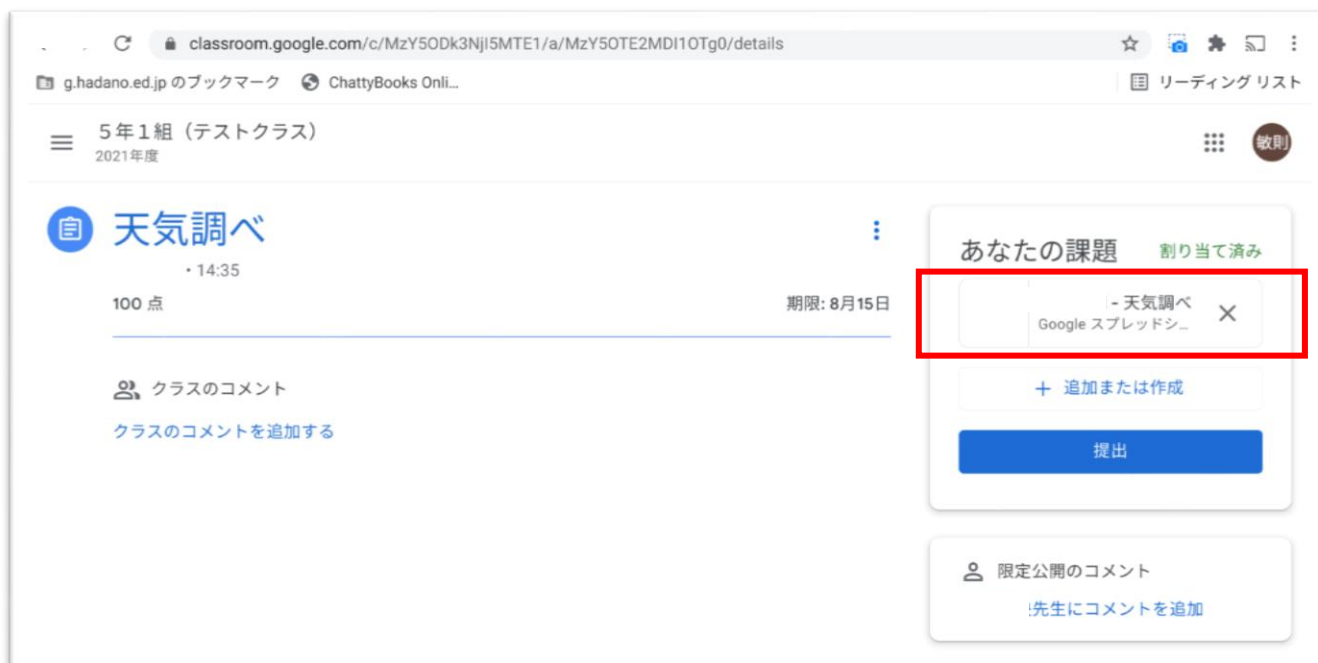 classroom.google.com/c/MzY5ODk3NjI5MTE1/a/MzY5OTE2MDI1OTg0/details
g.hadano.ed.jp のブックマーク ChattyBooks Onli... リーディング リスト
5年1組(テストクラス)
2021年度
敏則
天気調べ
・14:35
100 点 期限: 8月15日
クラスのコメント
クラスのコメントを追加する
あなたの課題 割り当て済み
- 天気調べ
Google スプレッドシ...
+ 追加または作成
提出
限定公開のコメント
先生にコメントを追加